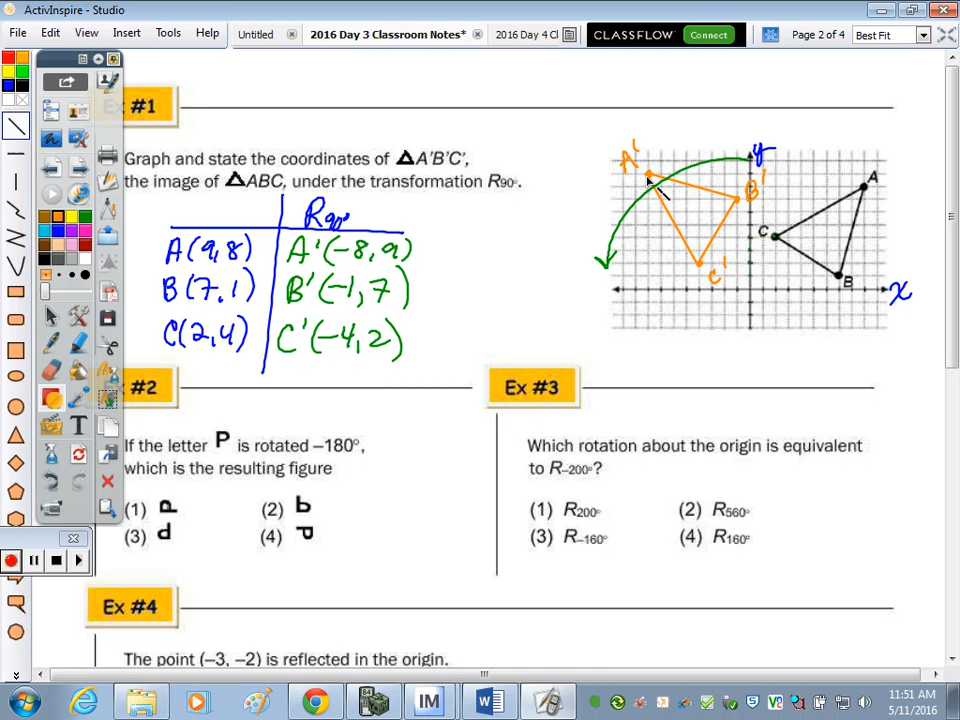 ActivInspire - Studio
File Edit View Insert Tools Help Untitled 2016 Day 3 Classroom Notes* 2016 Day 4 Cl CLASSFLOW Connect Page 2 of 4 Best Fit
Ex #1
Graph and state the coordinates of ΔA'B'C',
the image of ΔABC, under the transformation R90°.
R90°
A(9,8) A'(-8,9)
B(7,1) B'(-1,7)
C(2,4) C'(-4,2)
A' y
B' A
C
C' B
x
Ex #2
If the letter P is rotated –180°,
which is the resulting figure
(1) (2)
(3) d (4)
Ex #3
Which rotation about the origin is equivalent
to R–200°?
(1) R200° (2) R560°
(3) R–160° (4) R160°
Ex #4
The point (–3, –2) is reflected in the origin.
IM
11:51 AM
5/11/2016